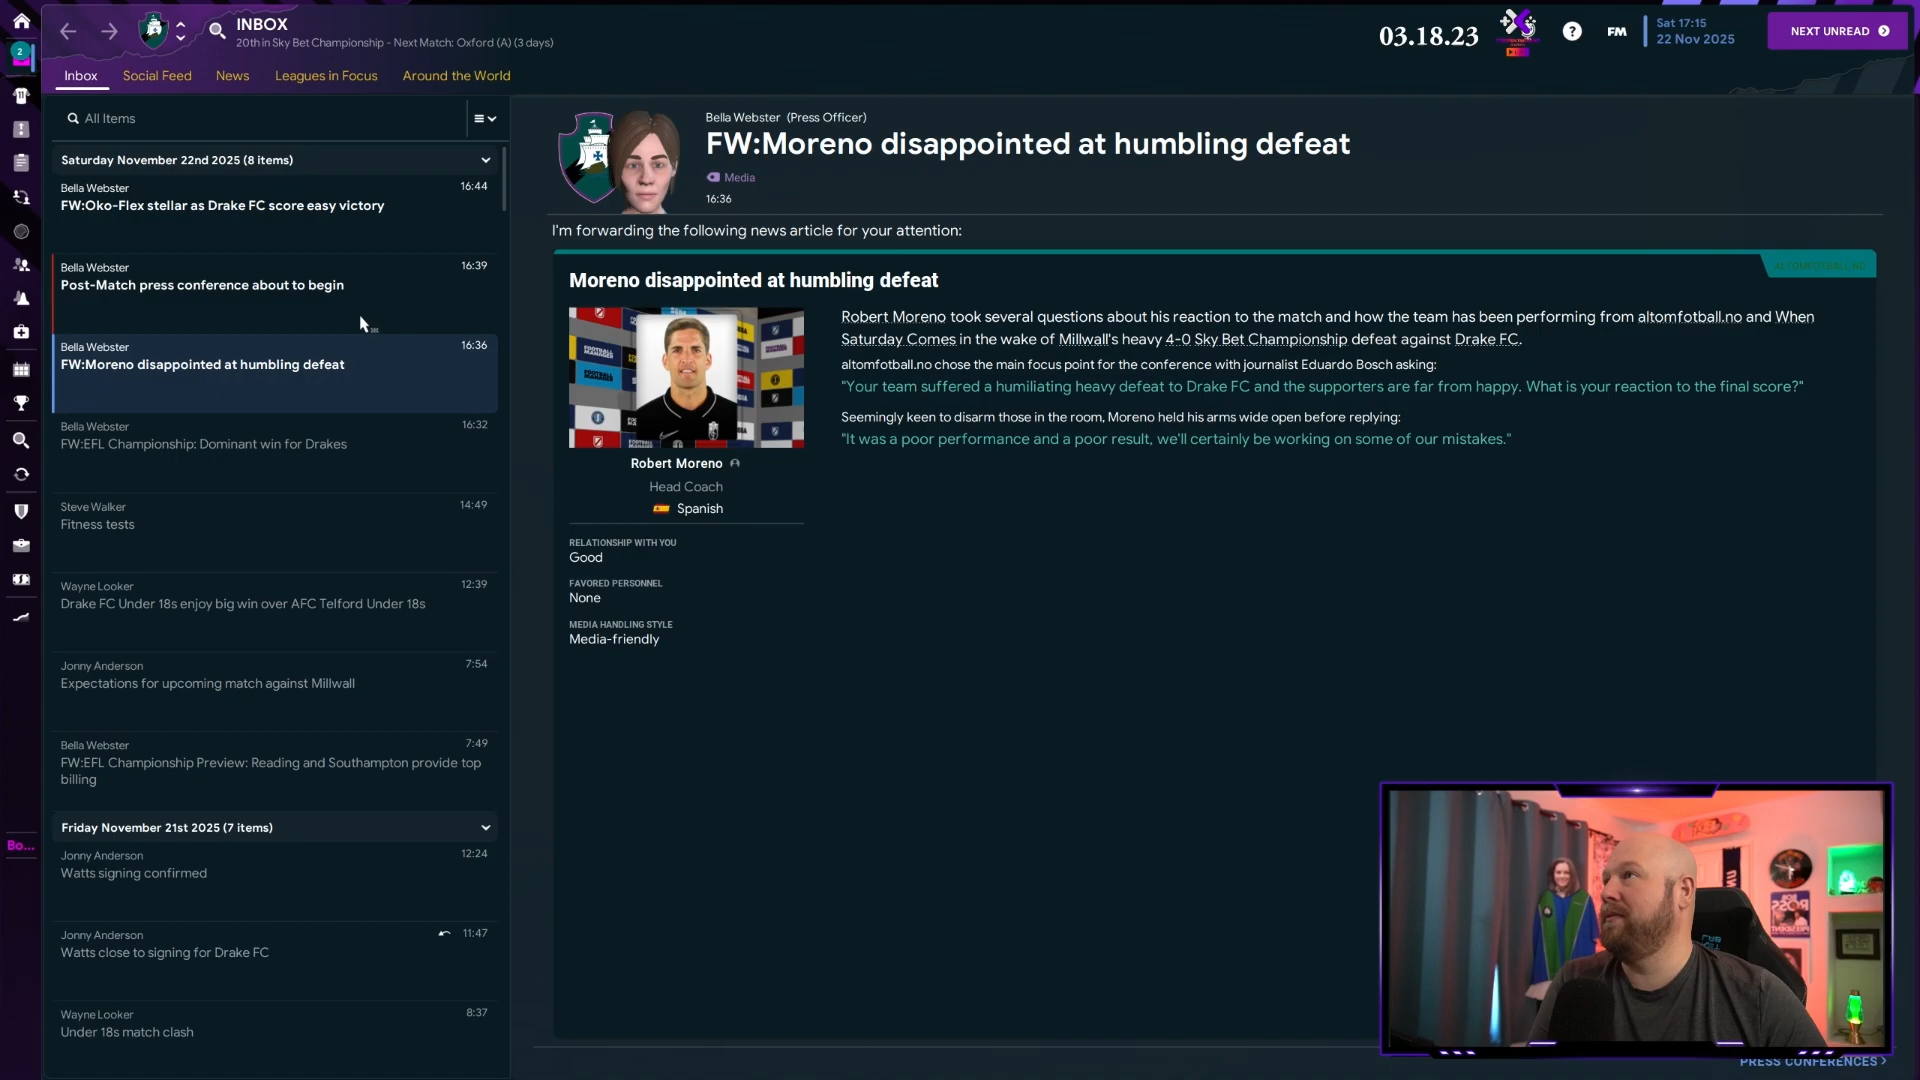 INBOX
20th in Sky Bet Championship - Next Match: Oxford (A) (3 days)
03.18.23
FM
Sat 17:15
22 Nov 2025
NEXT UNREAD
2
Inbox
Social Feed
News
Leagues in Focus
Around the World
All Items
Saturday November 22nd 2025 (8 items)
Bella Webster
16:44
FW:Oko-Flex stellar as Drake FC score easy victory
Bella Webster
16:39
Post-Match press conference about to begin
Bella Webster
16:36
FW:Moreno disappointed at humbling defeat
Bella Webster
16:32
FW:EFL Championship: Dominant win for Drakes
Steve Walker
14:49
Fitness tests
Wayne Looker
12:39
Drake FC Under 18s enjoy big win over AFC Telford Under 18s
Jonny Anderson
7:54
Expectations for upcoming match against Millwall
Bella Webster
7:49
FW:EFL Championship Preview: Reading and Southampton provide top
billing
Friday November 21st 2025 (7 items)
Jonny Anderson
12:24
Watts signing confirmed
Jonny Anderson
11:47
Watts close to signing for Drake FC
Wayne Looker
8:37
Under 18s match clash
Bo...
Bella Webster (Press Officer)
FW:Moreno disappointed at humbling defeat
Media
16:36
I'm forwarding the following news article for your attention:
ALTOMFOTBALL.NO
Moreno disappointed at humbling defeat
Robert Moreno took several questions about his reaction to the match and how the team has been performing from altomfotball.no and When
Saturday Comes in the wake of Millwall's heavy 4-0 Sky Bet Championship defeat against Drake FC.
altomfotball.no chose the main focus point for the conference with journalist Eduardo Bosch asking:
"Your team suffered a humiliating heavy defeat to Drake FC and the supporters are far from happy. What is your reaction to the final score?"
Seemingly keen to disarm those in the room, Moreno held his arms wide open before replying:
"It was a poor performance and a poor result, we'll certainly be working on some of our mistakes."
Robert Moreno
Head Coach
Spanish
RELATIONSHIP WITH YOU
Good
FAVORED PERSONNEL
None
MEDIA HANDLING STYLE
Media-friendly
PRESS CONFERENCES